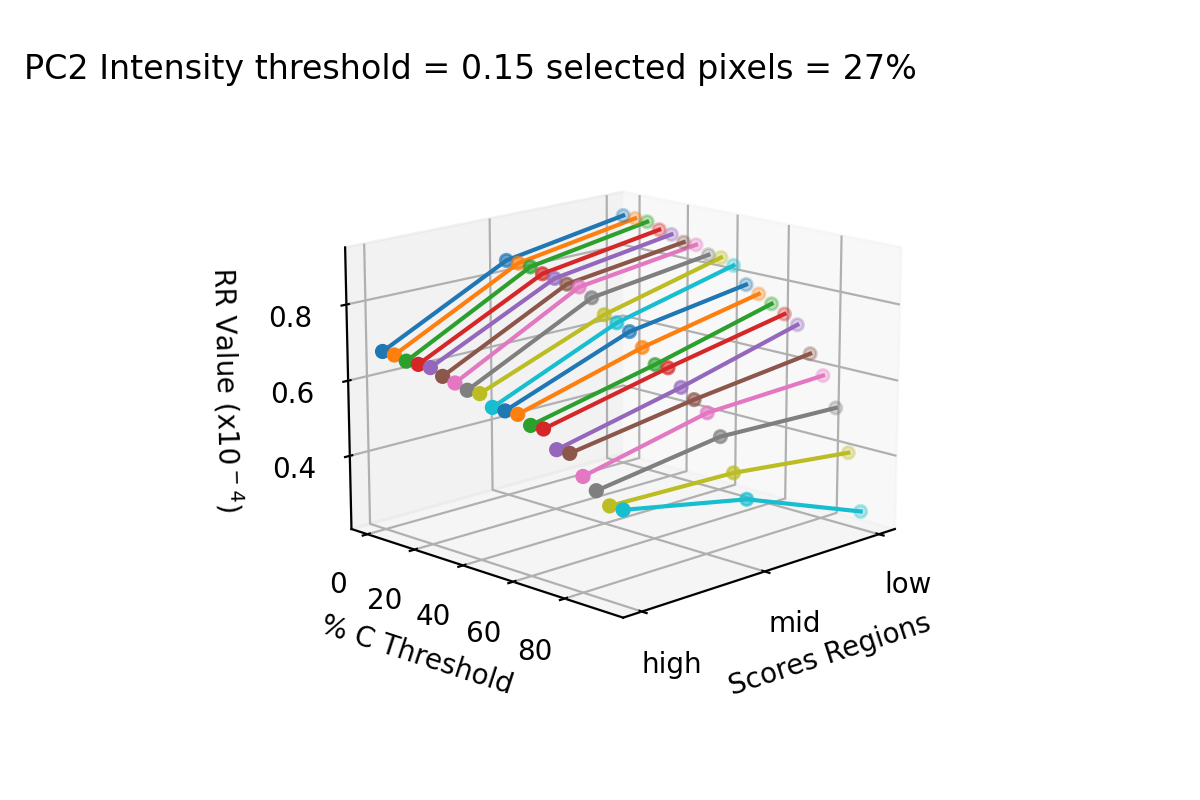 PC2 Intensity threshold = 0.15 selected pixels = 27%
RR Value (x10⁻⁴)
0.8
0.6
0.4
0
20
40
60
80
% C Threshold
high
mid
low
Scores Regions